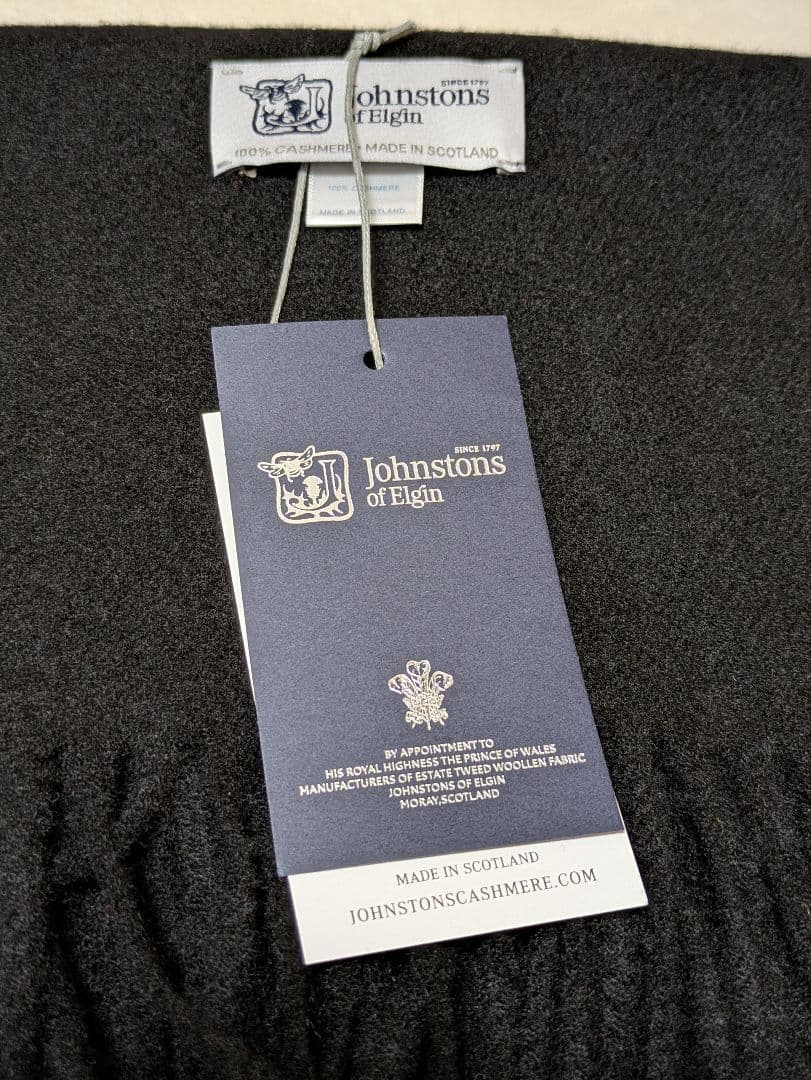 SINCE 1797
Johnstons
of Elgin
100% CASHMERE MADE IN SCOTLAND
100% CASHMERE
MADE IN SCOTLAND
SINCE 1797
Johnstons
of Elgin
BY APPOINTMENT TO
HIS ROYAL HIGHNESS THE PRINCE OF WALES
MANUFACTURERS OF ESTATE TWEED WOOLLEN FABRIC
JOHNSTONS OF ELGIN
MORAY,SCOTLAND
MADE IN SCOTLAND
JOHNSTONSCASHMERE.COM